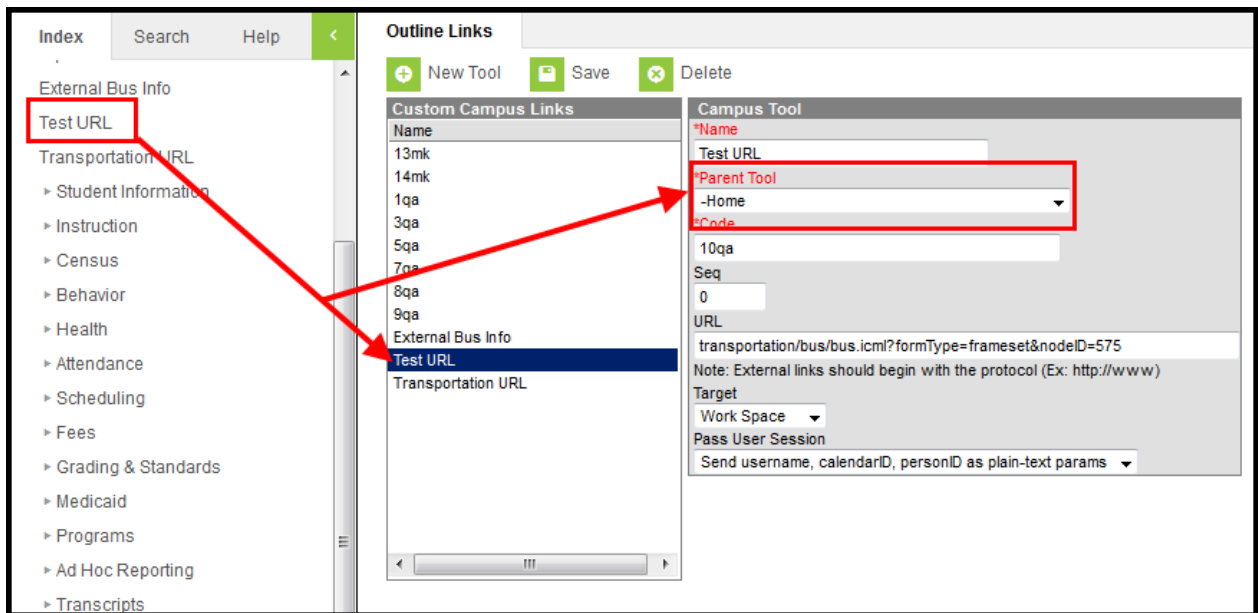 Index Search Help
External Bus Info
Test URL
Transportation URL
Student Information
Instruction
Census
Behavior
Health
Attendance
Scheduling
Fees
Grading & Standards
Medicaid
Programs
Ad Hoc Reporting
Transcripts
Outline Links
New Tool Save Delete
Custom Campus Links
Name
13mk
14mk
1qa
3qa
5qa
7qa
8qa
9qa
External Bus Info
Test URL
Transportation URL
Campus Tool
*Name
Test URL
*Parent Tool
-Home
*Code
10qa
Seq
0
URL
transportation/bus/bus.icml?formType=frameset&nodeID=575
Note: External links should begin with the protocol (Ex: http://www)
Target
Work Space
Pass User Session
Send username, calendarID, personID as plain-text params